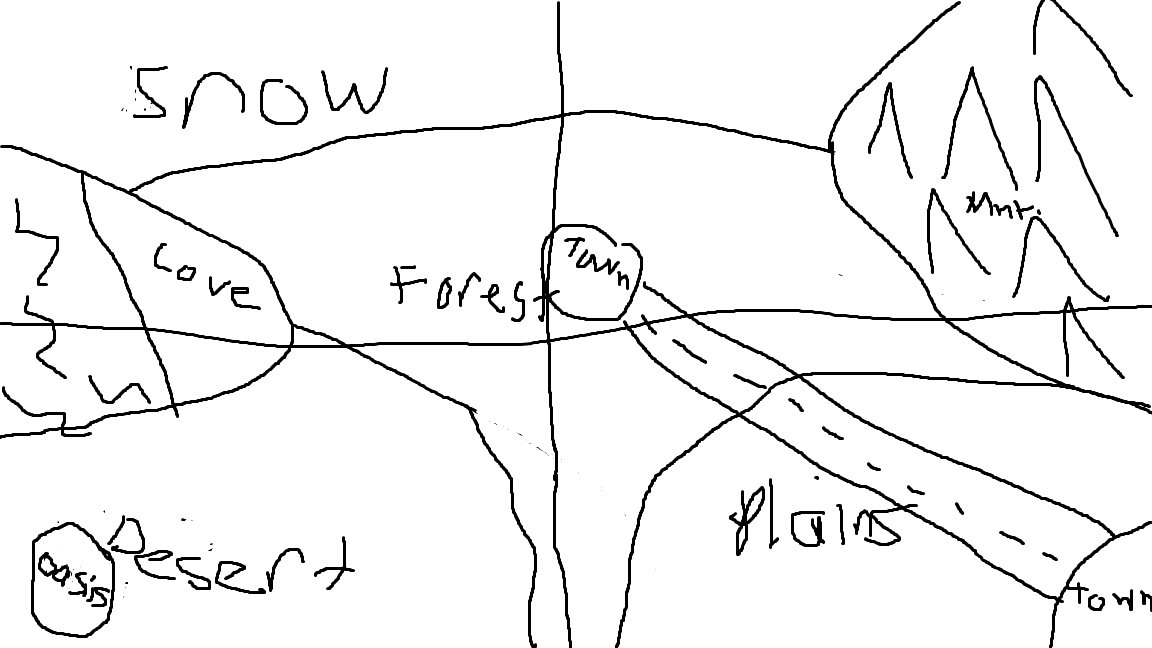 Snow
Mnt.
Cove
Town
Forest
Plains
Oasis
Desert
Town